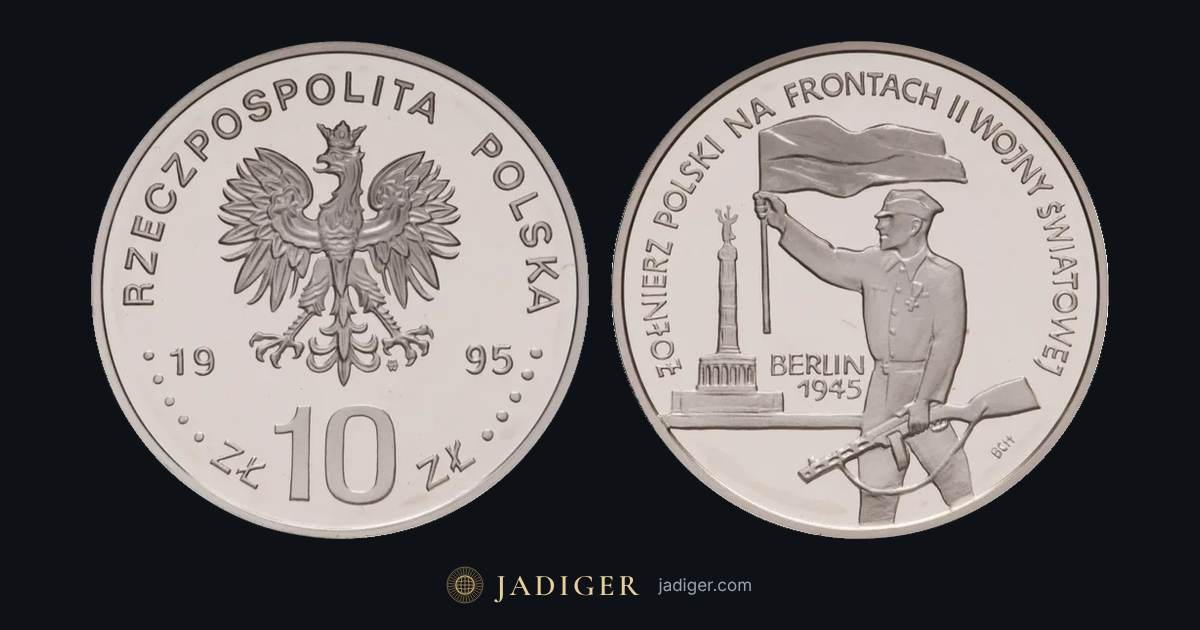 RZECZPOSPOLITA POLSKA
19 95
ZŁ 10 ZŁ
ŻOŁNIERZ POLSKI NA FRONTACH II WOJNY ŚWIATOWEJ
BERLIN
1945
BCH
JADIGER jadiger.com